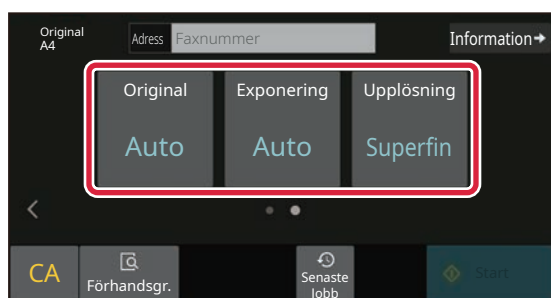 Original
A4
Adress Faxnummer
Information
Original Exponering Upplösning
Auto Auto Superfin
CA
Förhandsgr.
Senaste
Jobb
Start